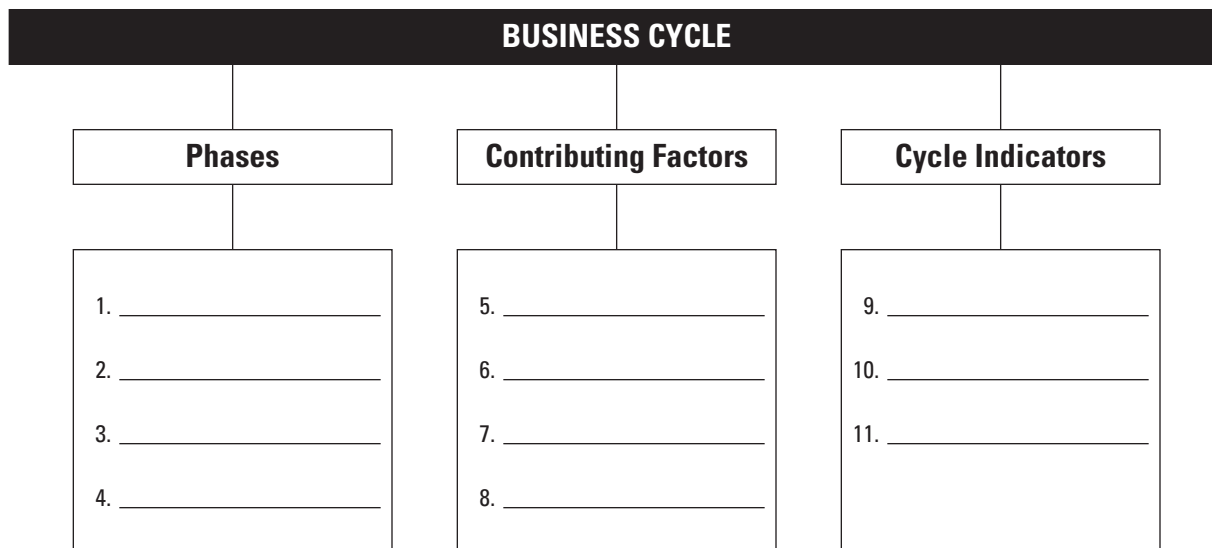 BUSINESS CYCLE
Phases
Contributing Factors
Cycle Indicators
1.
2.
3.
4.
5.
6.
7.
8.
9.
10.
11.